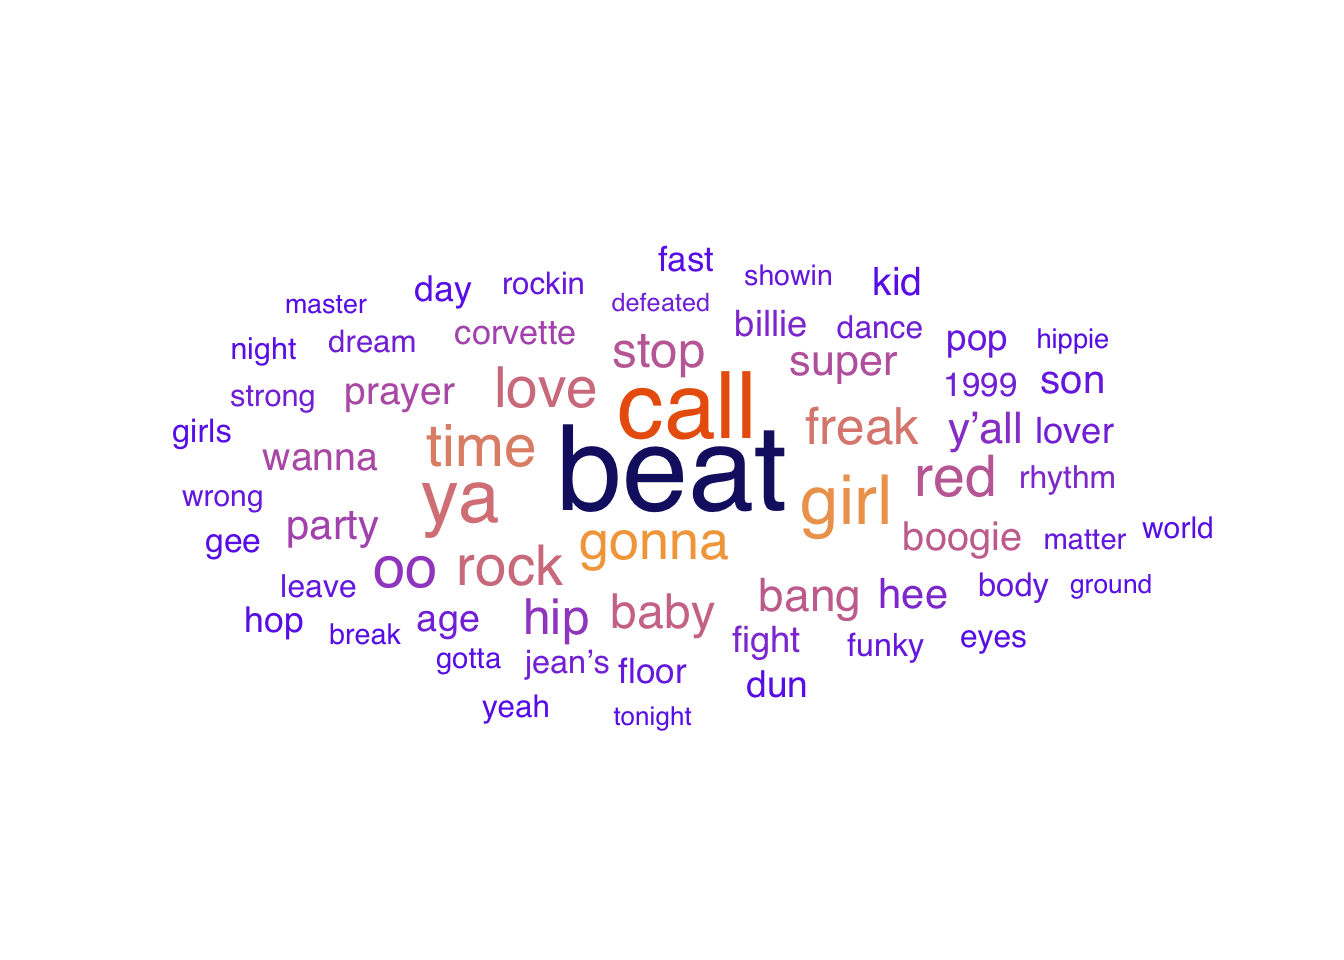 fast
showin
kid
day
rockin
master
defeated
billie
dance
pop
hippie
night
dream
corvette
stop
super
1999
son
strong
prayer
love
call
girls
wanna
time
freak
y’all
lover
beat
wrong
ya
girl
red
rhythm
gee
party
gonna
boogie
matter
world
leave
oo
rock
bang
hee
body
ground
hop
break
age
hip
baby
fight
funky
eyes
gotta
jean’s
floor
dun
yeah
tonight